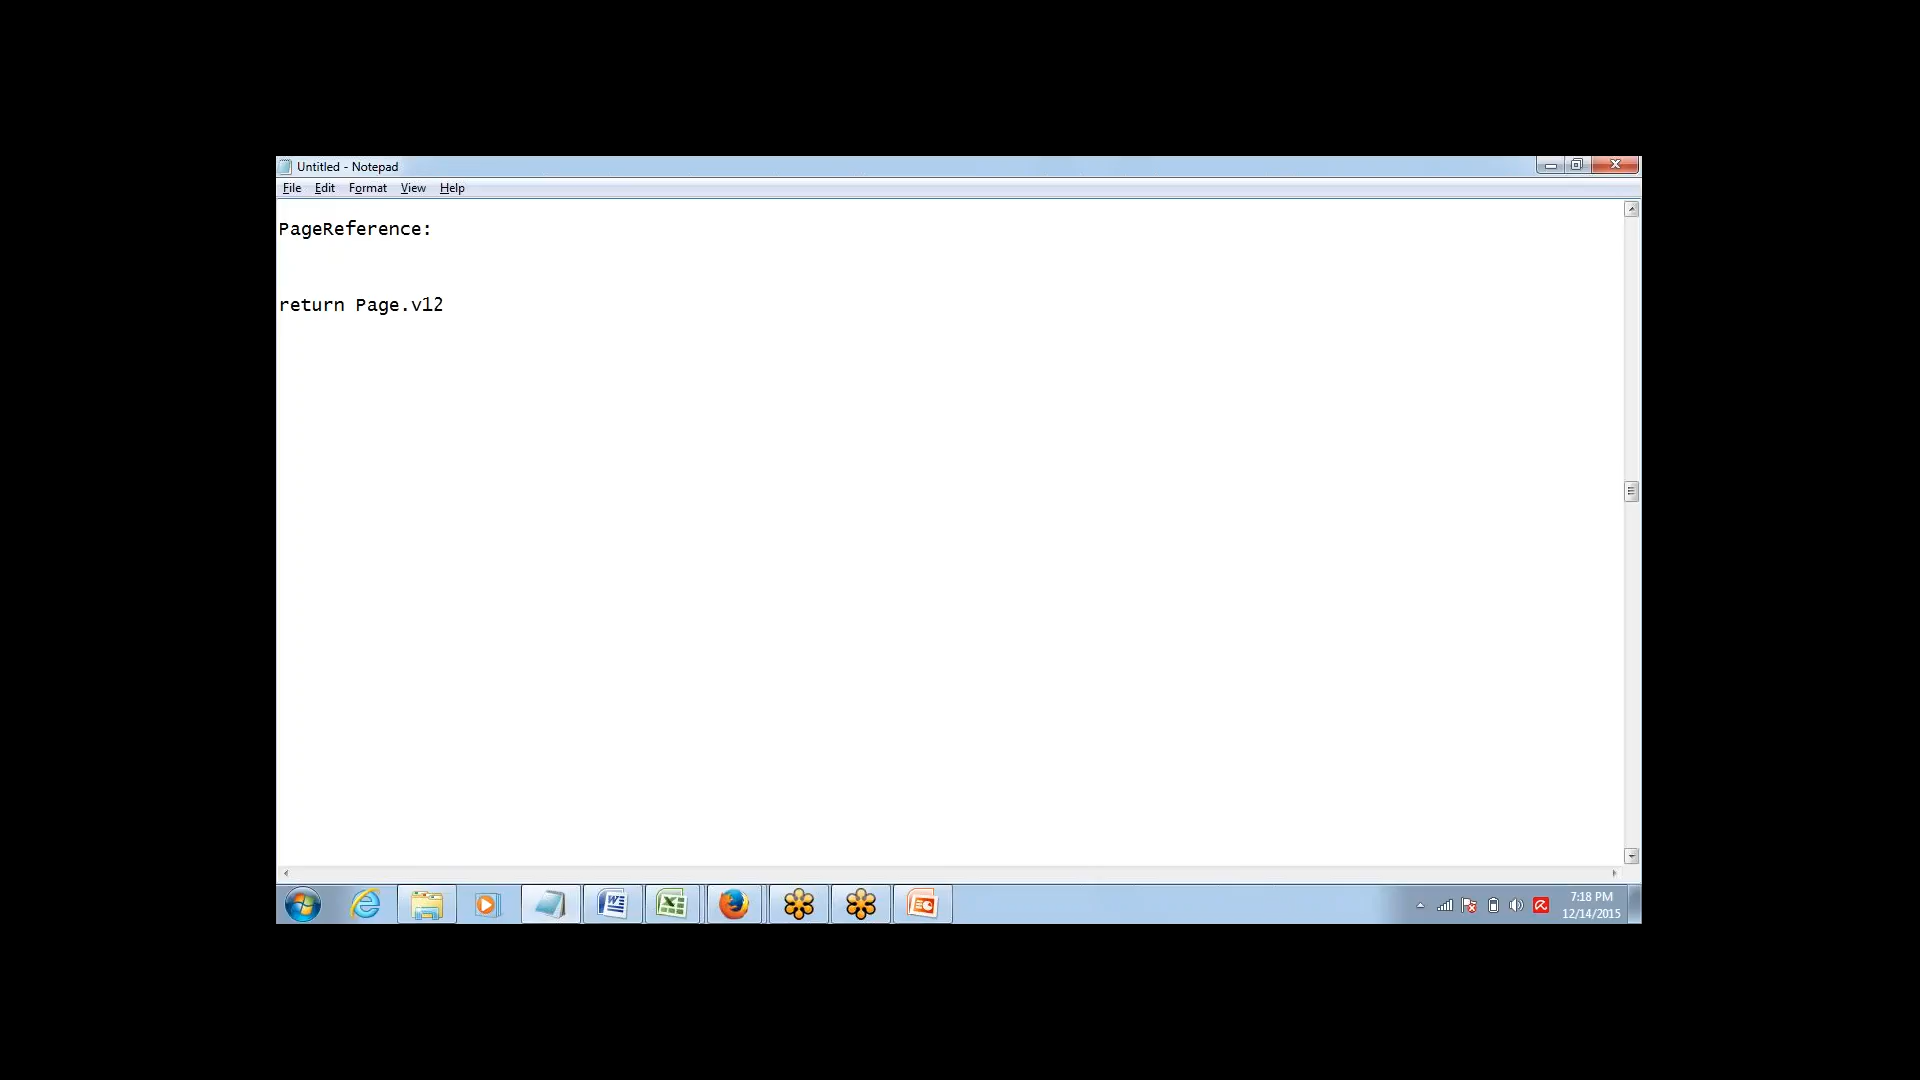 Untitled - Notepad
File Edit Format View Help
PageReference:
return Page.v12
7:18 PM
12/14/2015